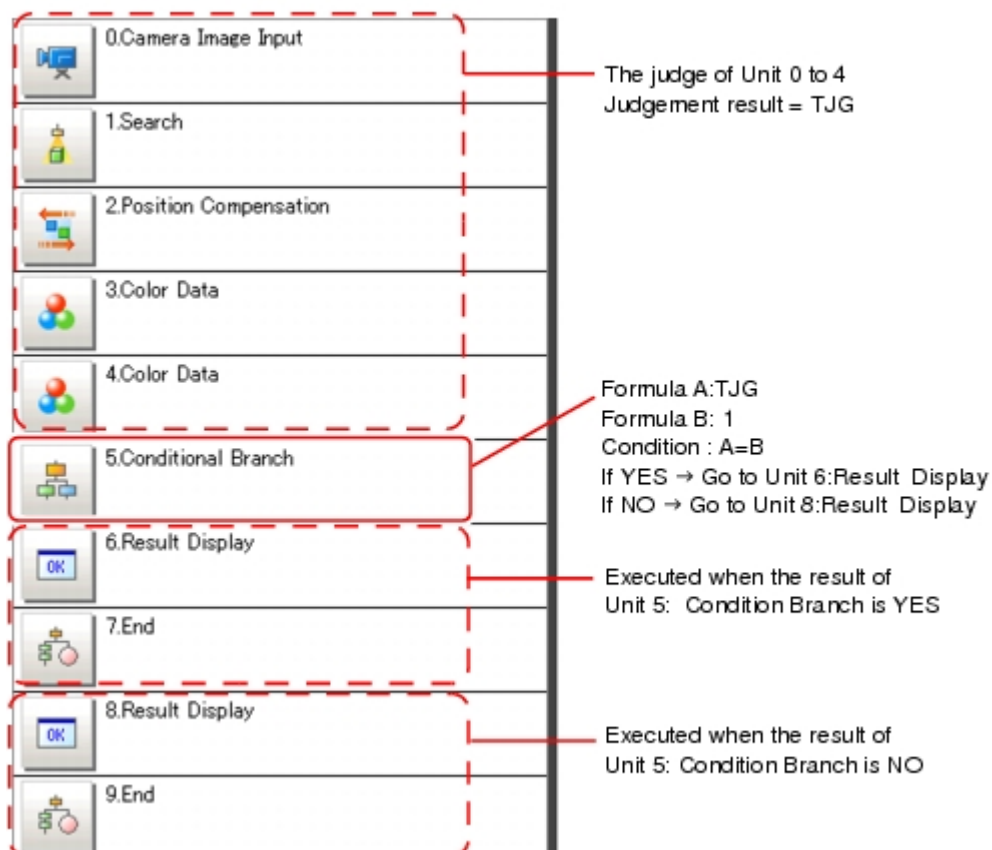 0.Camera Image Input
The judge of Unit 0 to 4
Judgement result = TJG
1.Search
2.Position Compensation
3.Color Data
4.Color Data
Formula A:TJG
Formula B: 1
Condition : A=B
If YES → Go to Unit 6:Result Display
If NO → Go to Unit 8:Result Display
5.Conditional Branch
6.Result Display
OK
Executed when the result of
Unit 5: Condition Branch is YES
7.End
8.Result Display
OK
Executed when the result of
Unit 5: Condition Branch is NO
9.End